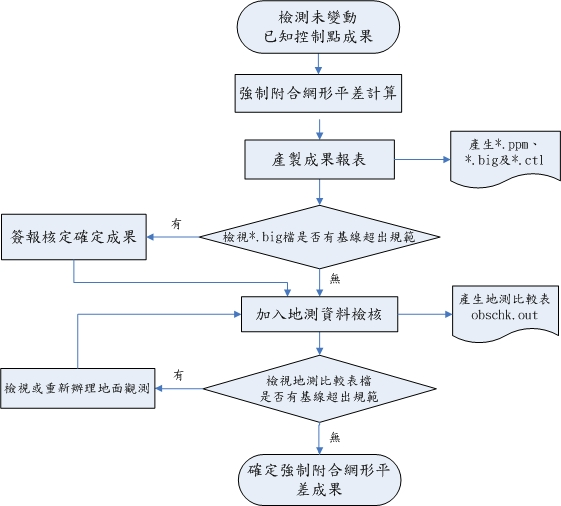 檢測未變動
已知控制點成果
強制附合網形平差計算
產製成果報表
產生*.ppm、
*.big及*.ctl
檢視*.big檔是否有基線超出規範
有
簽報核定確定成果
無
加入地測資料檢核
產生地測比較表
obschk.out
檢視地測比較表檔
是否有基線超出規範
有
檢視或重新辦理地面觀測
無
確定強制附合網形平
差成果